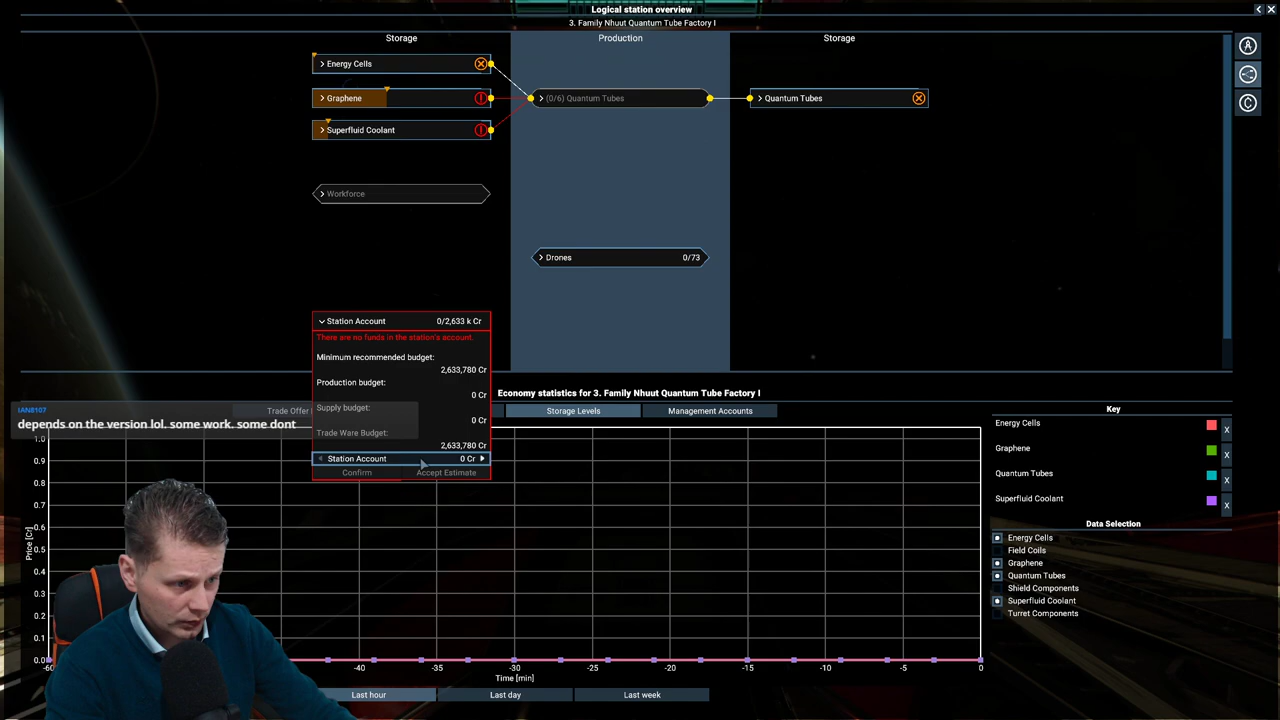 Logical station overview
3. Family Nhuut Quantum Tube Factory I
Storage
Production
Storage
Energy Cells
Graphene
Superfluid Coolant
(0/6) Quantum Tubes
Quantum Tubes
Workforce
Drones 0/73
Station Account 0/2,633 k Cr
There are no funds in the station's account.
Minimum recommended budget:
2,633,780 Cr
Production budget:
0 Cr
Supply budget:
0 Cr
Trade Ware Budget:
2,633,780 Cr
Station Account 0 Cr
Confirm Accept Estimate
IAN8107
depends on the version lol. some work. some dont
Economy statistics for 3. Family Nhuut Quantum Tube Factory I
Trade Offer
Storage Levels
Management Accounts
1.0
0.9
0.8
0.7
0.6
0.5
0.4
0.3
0.2
0.1
0.0
Price [Cr]
-60
-40
-35
-30
-25
-20
-15
-10
-5
0
Time [min]
Last hour
Last day
Last week
Key
Energy Cells X
Graphene X
Quantum Tubes X
Superfluid Coolant X
Data Selection
Energy Cells
Field Coils
Graphene
Quantum Tubes
Shield Components
Superfluid Coolant
Turret Components